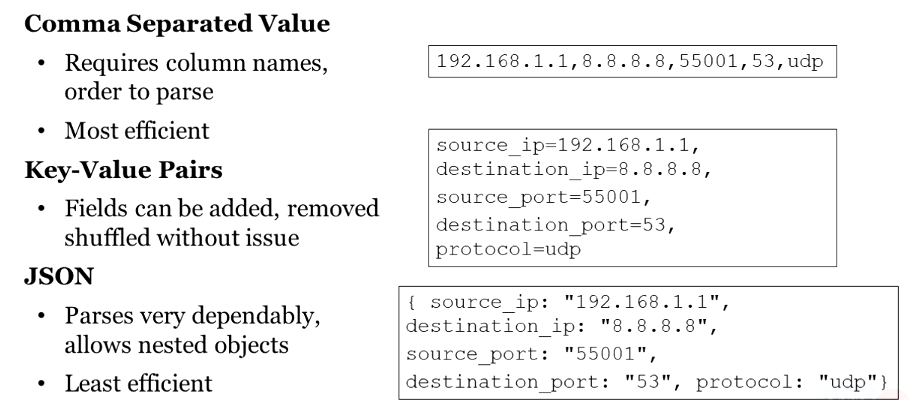 Comma Separated Value
• Requires column names,
order to parse
• Most efficient
192.168.1.1,8.8.8.8,55001,53,udp
Key-Value Pairs
• Fields can be added, removed
shuffled without issue
source_ip=192.168.1.1,
destination_ip=8.8.8.8,
source_port=55001,
destination_port=53,
protocol=udp
JSON
• Parses very dependably,
allows nested objects
• Least efficient
{ source_ip: "192.168.1.1",
destination_ip: "8.8.8.8",
source_port: "55001",
destination_port: "53", protocol: "udp"}